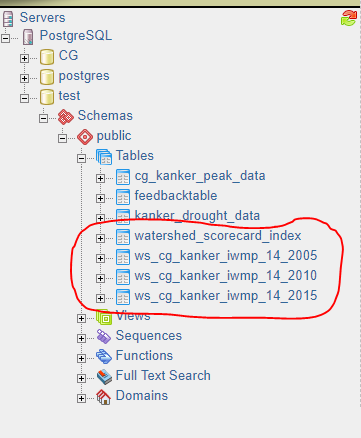 Servers
PostgreSQL
CG
postgres
test
Schemas
public
Tables
cg_kanker_peak_data
feedbacktable
kanker_drought_data
watershed_scorecard_index
ws_cg_kanker_iwmp_14_2005
ws_cg_kanker_iwmp_14_2010
ws_cg_kanker_iwmp_14_2015
Views
Sequences
Functions
Full Text Search
Domains